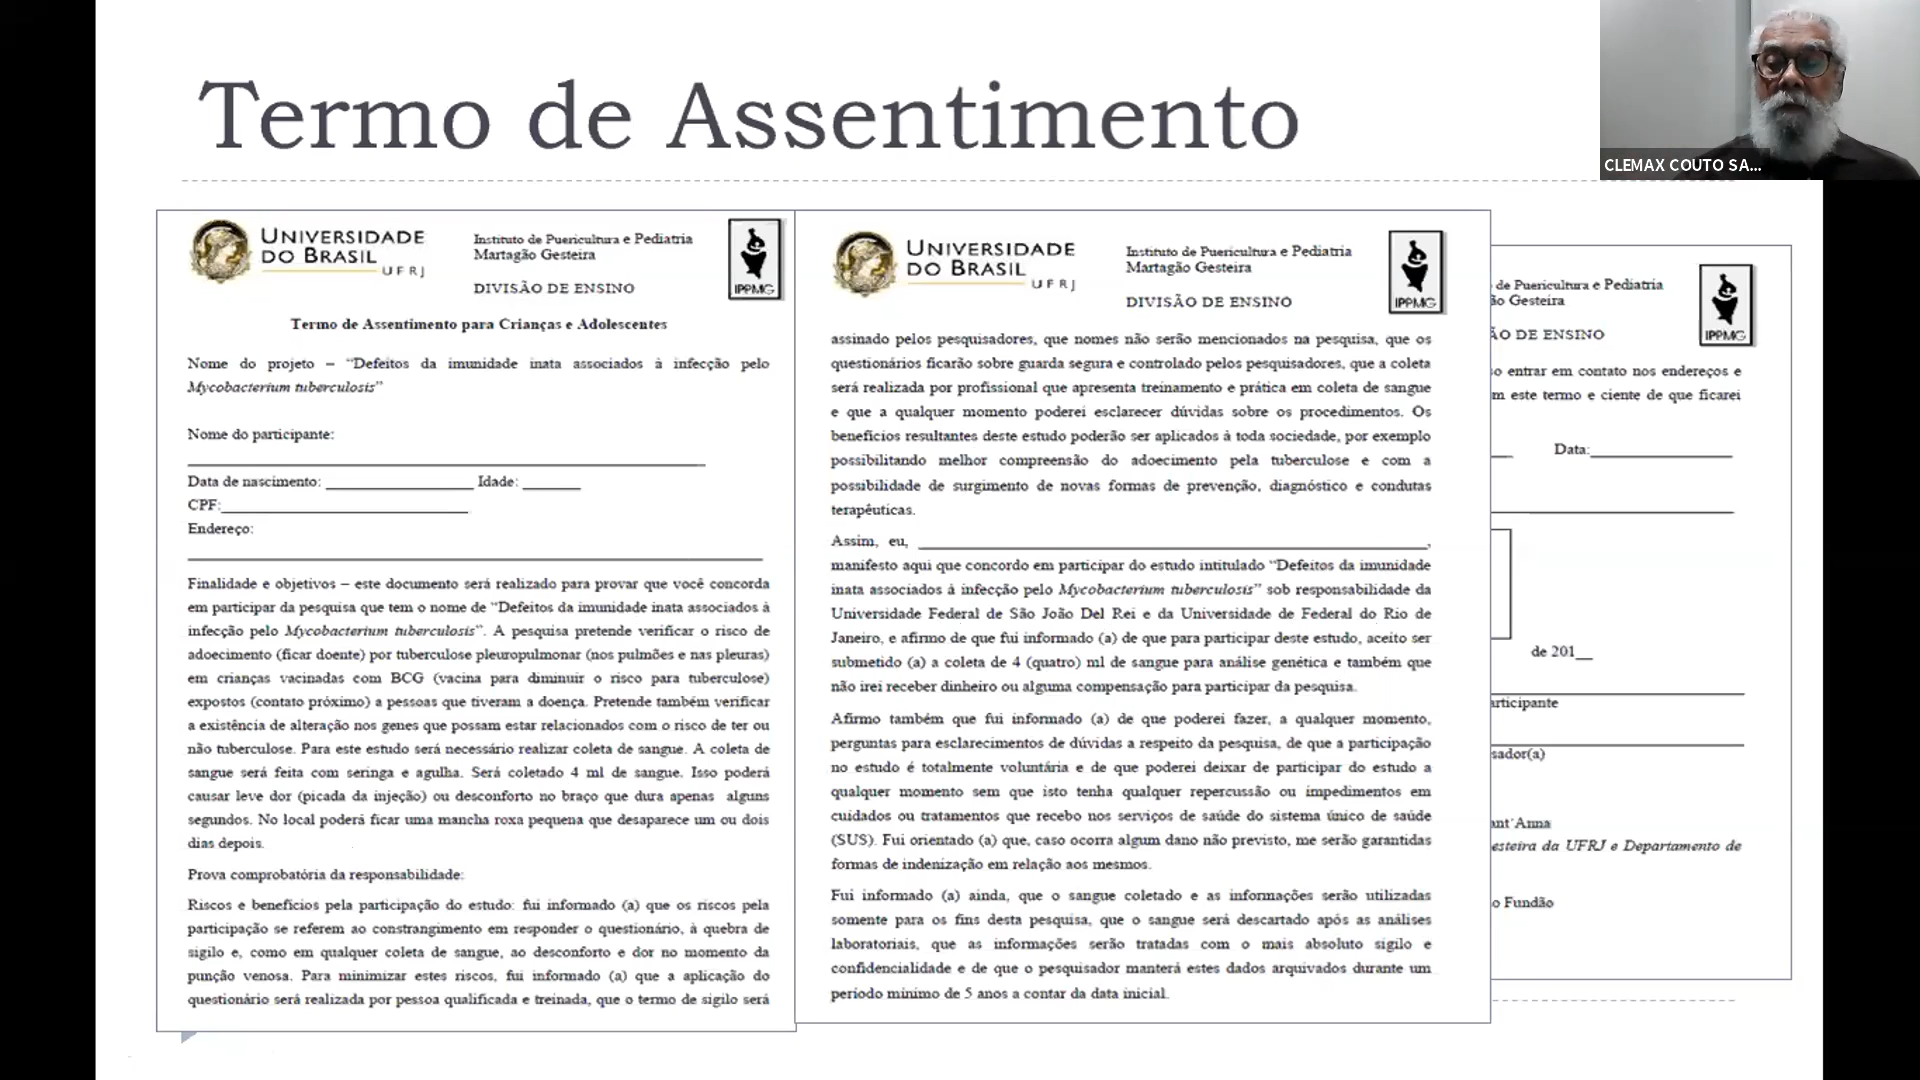 Termo de Assentimento
CLEMAX COUTO SA...
UNIVERSIDADE
DO BRASIL
UFRJ
Instituto de Puericultura e Pediatria
Martagão Gesteira
DIVISÃO DE ENSINO
IPPMG
Termo de Assentimento para Crianças e Adolescentes
Nome do projeto – “Defeitos da imunidade inata associados à infecção pelo
Mycobacterium tuberculosis”
Nome do participante:
Data de nascimento: ________________ Idade: ______
CPF:__________________________
Endereço:
Finalidade e objetivos – este documento será realizado para provar que você concorda
em participar da pesquisa que tem o nome de “Defeitos da imunidade inata associados à
infecção pelo Mycobacterium tuberculosis”. A pesquisa pretende verificar o risco de
adoecimento (ficar doente) por tuberculose pleuropulmonar (nos pulmões e nas pleuras)
em crianças vacinadas com BCG (vacina para diminuir o risco para tuberculose)
expostos (contato próximo) a pessoas que tiveram a doença. Pretende também verificar
a existência de alteração nos genes que possam estar relacionados com o risco de ter ou
não tuberculose. Para este estudo será necessário realizar coleta de sangue. A coleta de
sangue será feita com seringa e agulha. Será coletado 4 ml de sangue. Isso poderá
causar leve dor (picada da injeção) ou desconforto no braço que dura apenas alguns
segundos. No local poderá ficar uma mancha roxa pequena que desaparece um ou dois
dias depois.
Prova comprobatória da responsabilidade:
Riscos e benefícios pela participação do estudo: fui informado (a) que os riscos pela
participação se referem ao constrangimento em responder o questionário, à quebra de
sigilo e, como em qualquer coleta de sangue, ao desconforto e dor no momento da
punção venosa. Para minimizar estes riscos, fui informado (a) que a aplicação do
questionário será realizada por pessoa qualificada e treinada, que o termo de sigilo será
UNIVERSIDADE
DO BRASIL
UFRJ
Instituto de Puericultura e Pediatria
Martagão Gesteira
DIVISÃO DE ENSINO
IPPMG
assinado pelos pesquisadores, que nomes não serão mencionados na pesquisa, que os
questionários ficarão sobre guarda segura e controlado pelos pesquisadores, que a coleta
será realizada por profissional que apresenta treinamento e prática em coleta de sangue
e que a qualquer momento poderei esclarecer dúvidas sobre os procedimentos. Os
benefícios resultantes deste estudo poderão ser aplicados à toda sociedade, por exemplo
possibilitando melhor compreensão do adoecimento pela tuberculose e com a
possibilidade de surgimento de novas formas de prevenção, diagnóstico e condutas
terapêuticas.
Assim, eu, ______________________________,
manifesto aqui que concordo em participar do estudo intitulado “Defeitos da imunidade
inata associados à infecção pelo Mycobacterium tuberculosis” sob responsabilidade da
Universidade Federal de São João Del Rei e da Universidade de Federal do Rio de
Janeiro, e afirmo de que fui informado (a) de que para participar deste estudo, aceito ser
submetido (a) a coleta de 4 (quatro) ml de sangue para análise genética e também que
não irei receber dinheiro ou alguma compensação para participar da pesquisa.
Afirmo também que fui informado (a) de que poderei fazer, a qualquer momento,
perguntas para esclarecimentos de dúvidas a respeito da pesquisa, de que a participação
no estudo é totalmente voluntária e de que poderei deixar de participar do estudo a
qualquer momento sem que isto tenha qualquer repercussão ou impedimentos em
cuidados ou tratamentos que recebo nos serviços de saúde do sistema único de saúde
(SUS). Fui orientado (a) que, caso ocorra algum dano não previsto, me serão garantidas
formas de indenização em relação aos mesmos.
Fui informado (a) ainda, que o sangue coletado e as informações serão utilizadas
somente para os fins desta pesquisa, que o sangue será descartado após as análises
laboratoriais, que as informações serão tratadas com o mais absoluto sigilo e
confidencialidade e de que o pesquisador manterá estes dados arquivados durante um
período mínimo de 5 anos a contar da data inicial.
de Puericultura e Pediatria
ão Gesteira
ÃO DE ENSINO
IPPMG
o entrar em contato nos endereços e
m este termo e ciente de que ficarei
Data:________________
de 201__
articipante
sador(a)
ant’Anna
esteira da UFRJ e Departamento de
o Fundão